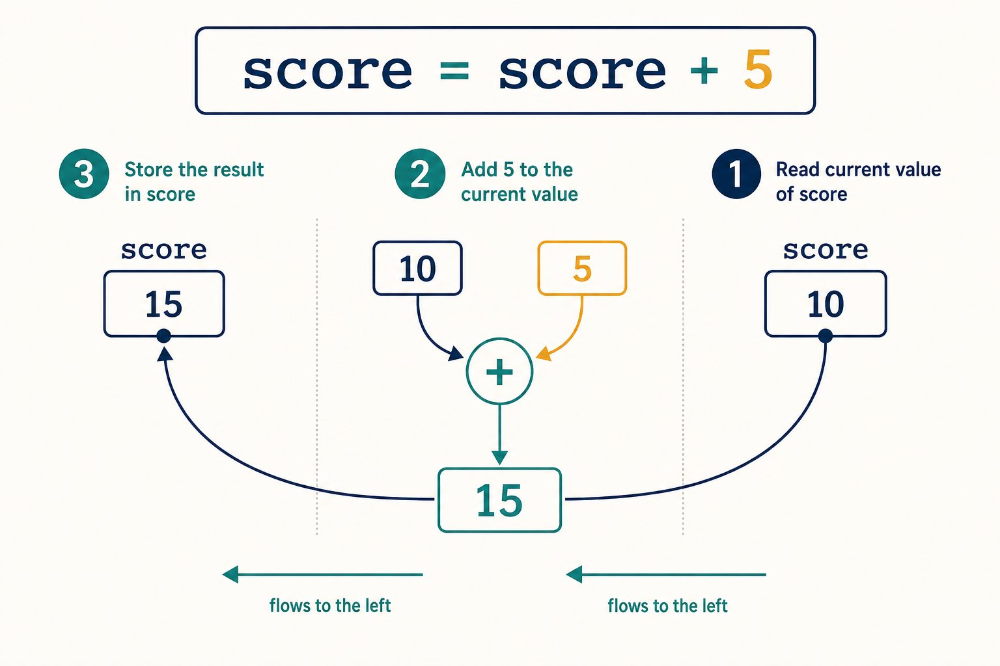 score = score + 5
3
Store the result
in score
2
Add 5 to the
current value
1
Read current value
of score
score
15
10
5
+
15
score
10
flows to the left
flows to the left